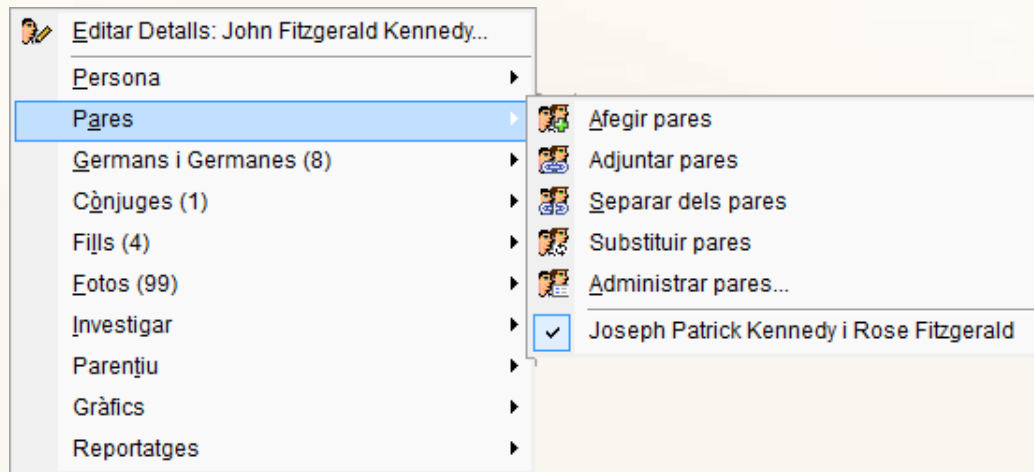 Editar Detalls: John Fitzgerald Kennedy...
Persona
Pares
Germans i Germanes (8)
Cònjuges (1)
Fills (4)
Fotos (99)
Investigar
Parentiu
Gràfics
Reportatges
Afegir pares
Adjuntar pares
Separar dels pares
Substituir pares
Administrar pares...
Joseph Patrick Kennedy i Rose Fitzgerald